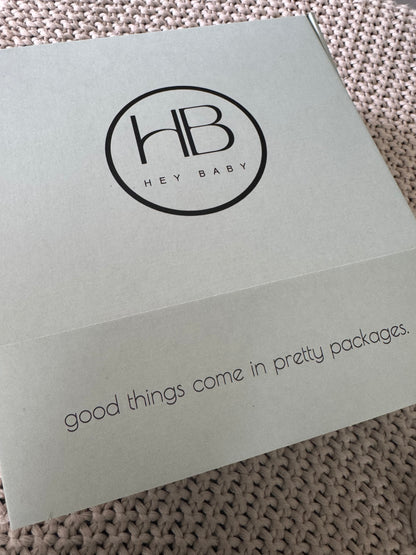 HB
HEY BABY
good things come in pretty packages.